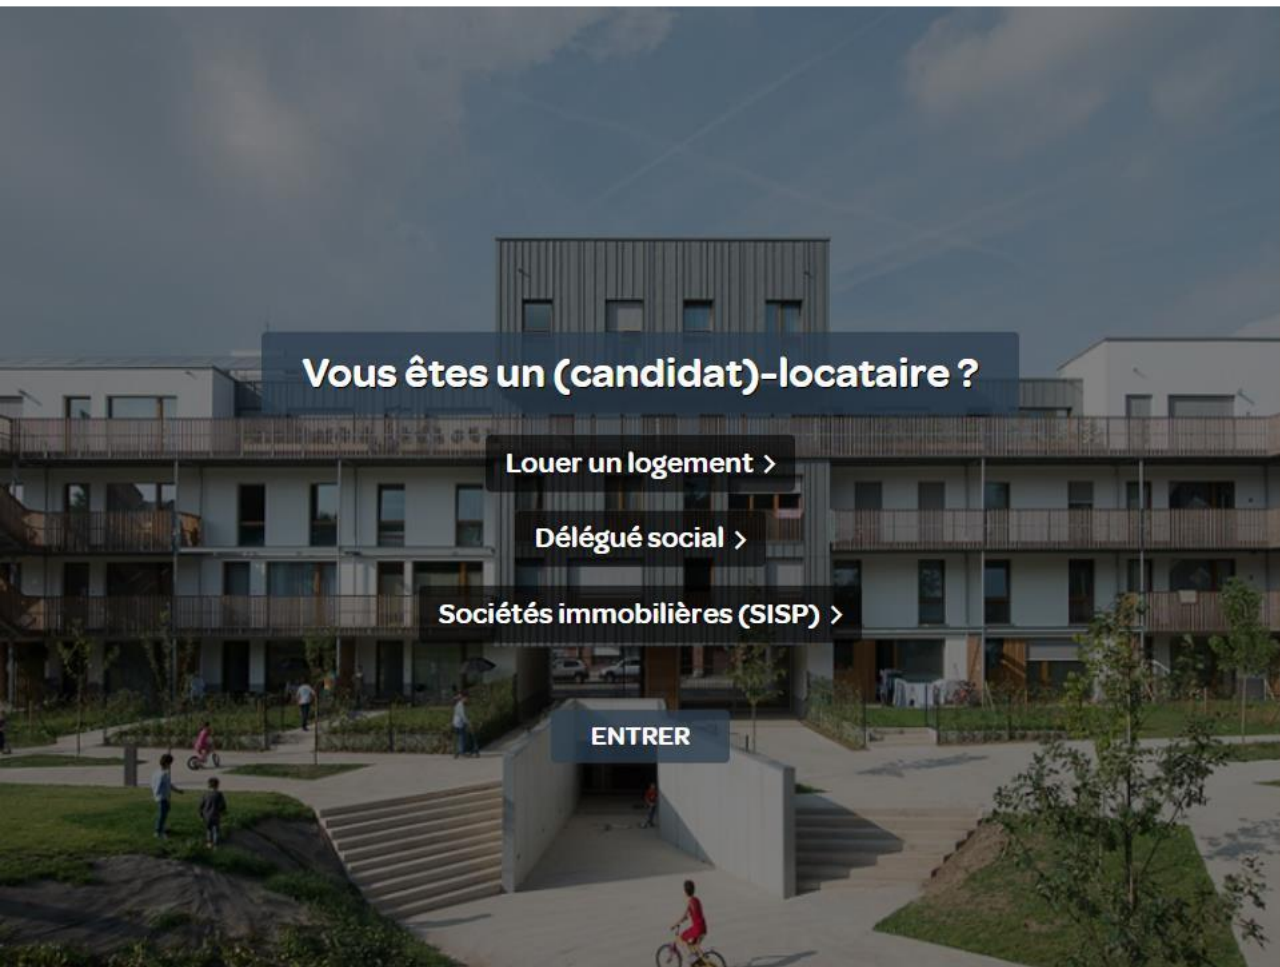 Vous êtes un (candidat)-locataire ?
Louer un logement >
Délégué social >
Sociétés immobilières (SISP) >
ENTRER